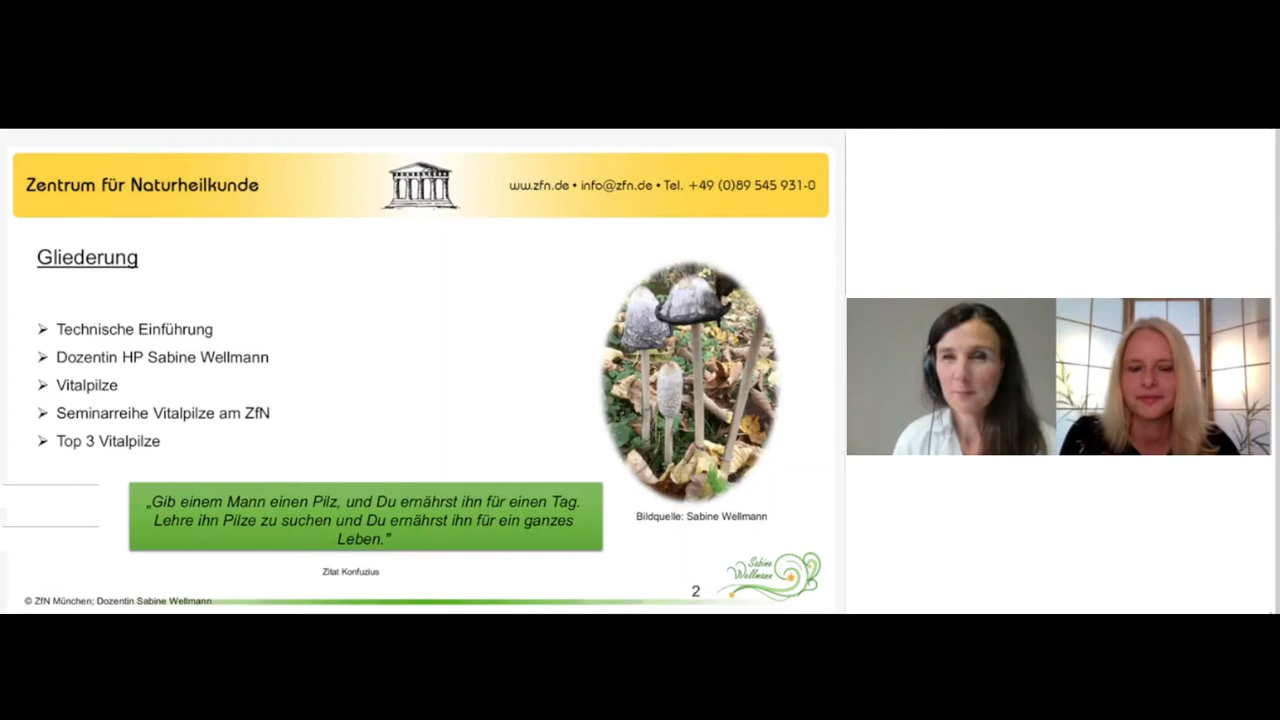 Zentrum für Naturheilkunde
ww.zfn.de • info@zfn.de • Tel. +49 (0)89 545 931-0
Gliederung
➢ Technische Einführung
➢ Dozentin HP Sabine Wellmann
➢ Vitalpilze
➢ Seminarreihe Vitalpilze am ZfN
➢ Top 3 Vitalpilze
„Gib einem Mann einen Pilz, und Du ernährst ihn für einen Tag.
Lehre ihn Pilze zu suchen und Du ernährst ihn für ein ganzes
Leben."
Zitat Konfuzius
Bildquelle: Sabine Wellmann
Sabine
Wellmann
2
© ZfN München; Dozentin Sabine Wellmann